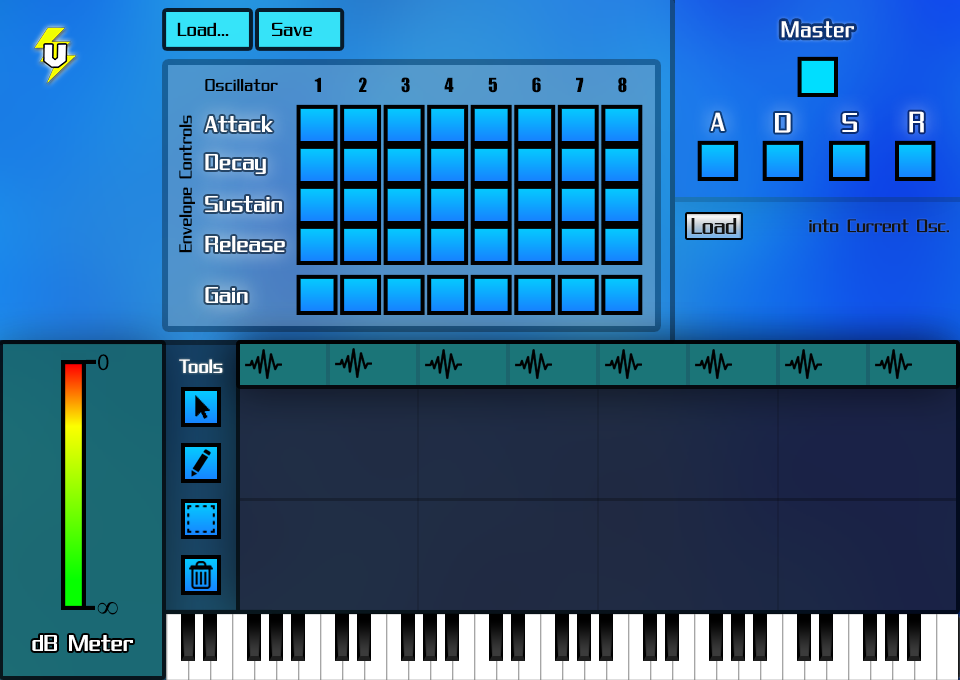 U
Load...
Save
Master
Oscillator
1 2 3 4 5 6 7 8
Envelope Controls
Attack
Decay
Sustain
Release
Gain
A D S R
Load
into Current Osc.
0
∞
dB Meter
Tools